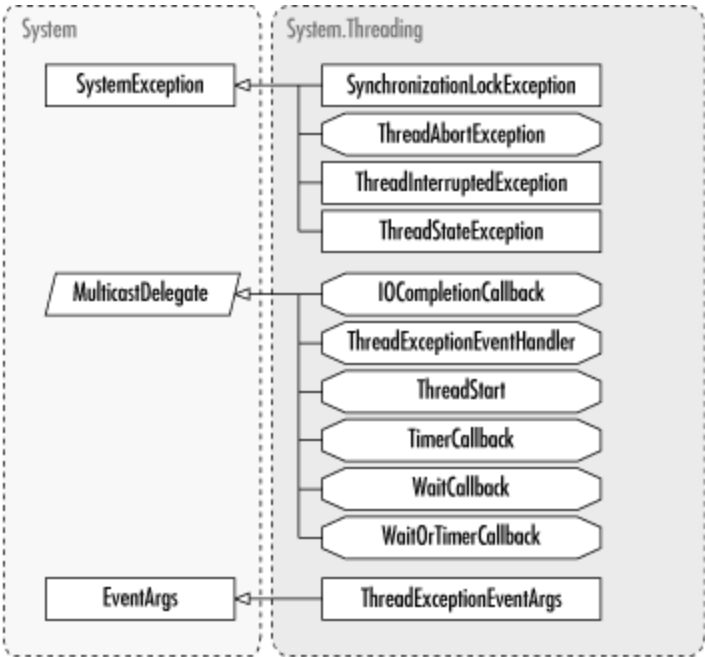 System
System.Threading
SystemException
SynchronizationLockException
ThreadAbortException
ThreadInterruptedException
ThreadStateException
MulticastDelegate
IOCompletionCallback
ThreadExceptionEventHandler
ThreadStart
TimerCallback
WaitCallback
WaitOrTimerCallback
EventArgs
ThreadExceptionEventArgs